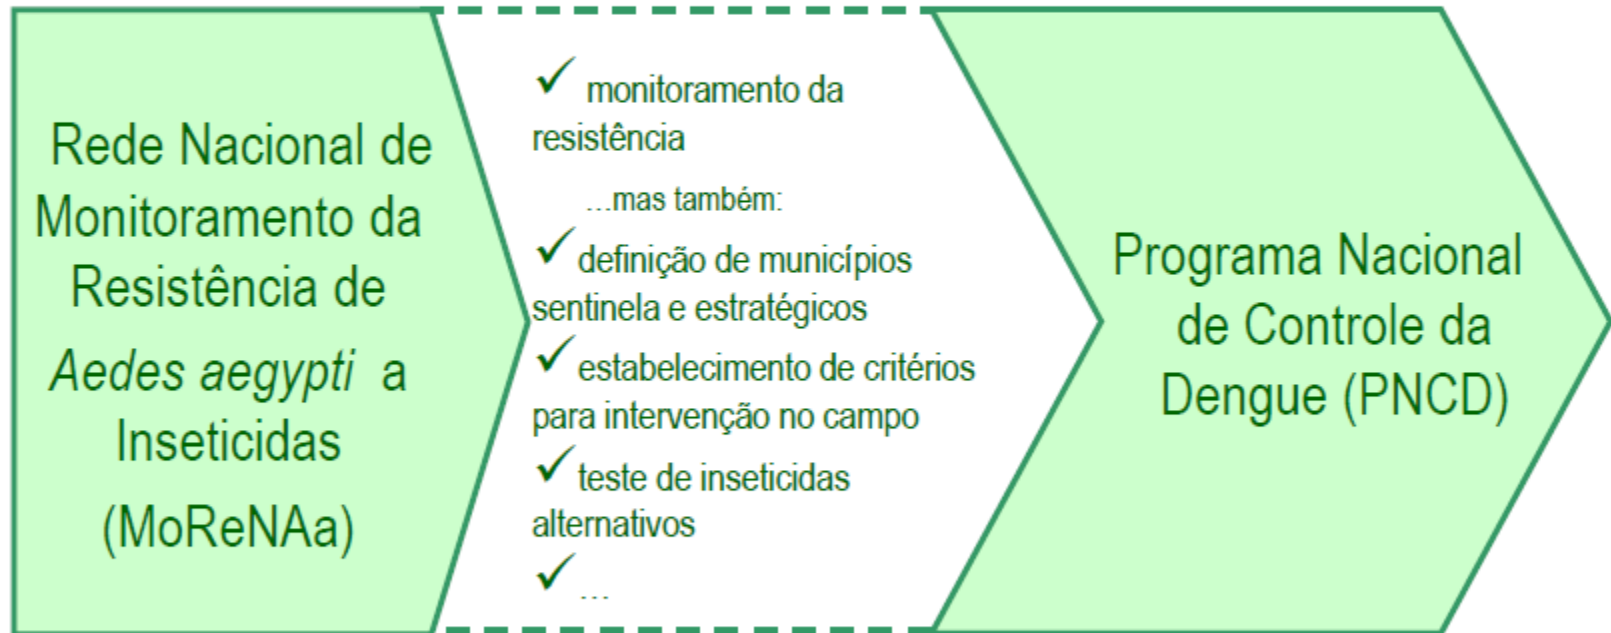 Rede Nacional de
Monitoramento da
Resistência de
Aedes aegypti a
Inseticidas
(MoReNAa)
✓ monitoramento da
resistência
...mas também:
✓ definição de municípios
sentinela e estratégicos
✓ estabelecimento de critérios
para intervenção no campo
✓ teste de inseticidas
alternativos
✓ ...
Programa Nacional
de Controle da
Dengue (PNCD)